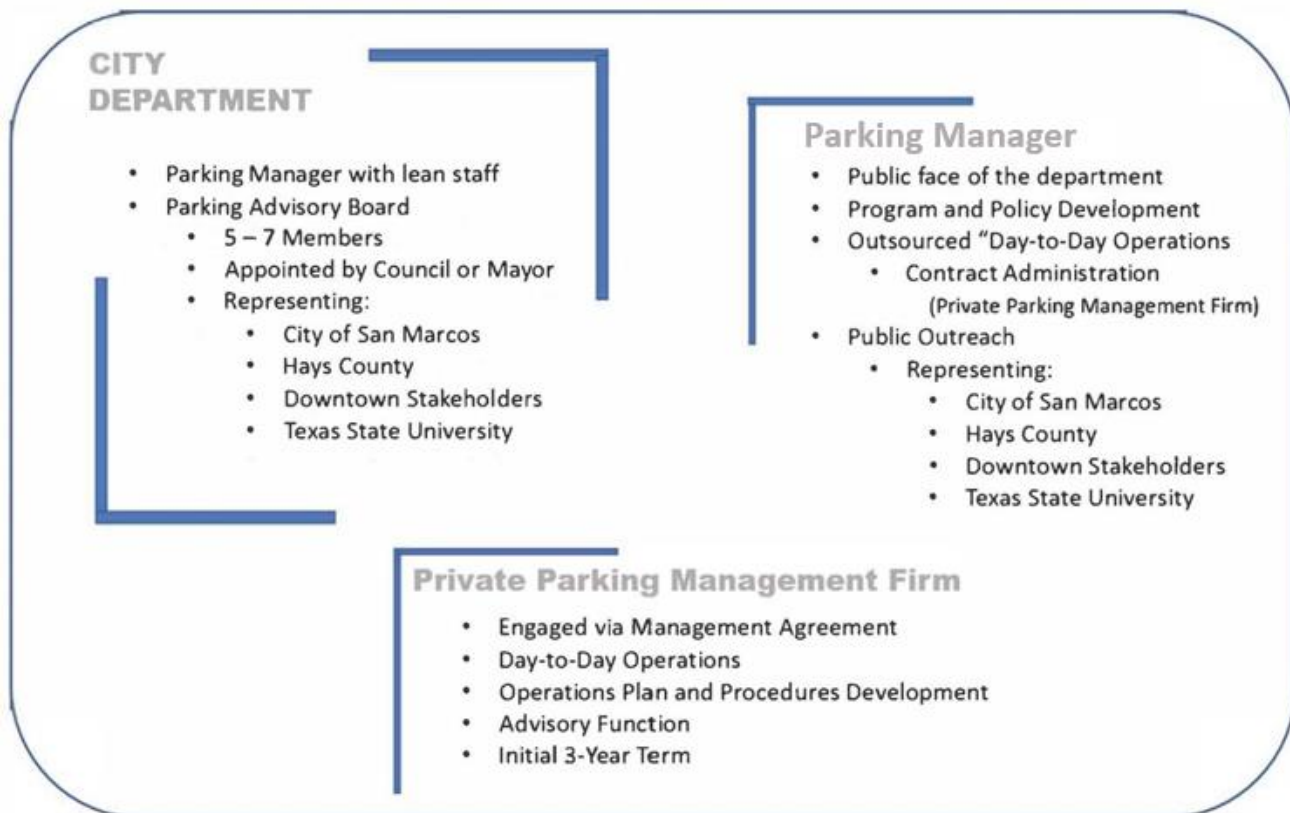 CITY
DEPARTMENT
• Parking Manager with lean staff
• Parking Advisory Board
• 5 – 7 Members
• Appointed by Council or Mayor
• Representing:
• City of San Marcos
• Hays County
• Downtown Stakeholders
• Texas State University
Parking Manager
• Public face of the department
• Program and Policy Development
• Outsourced “Day-to-Day Operations
• Contract Administration
(Private Parking Management Firm)
• Public Outreach
• Representing:
• City of San Marcos
• Hays County
• Downtown Stakeholders
• Texas State University
Private Parking Management Firm
• Engaged via Management Agreement
• Day-to-Day Operations
• Operations Plan and Procedures Development
• Advisory Function
• Initial 3-Year Term